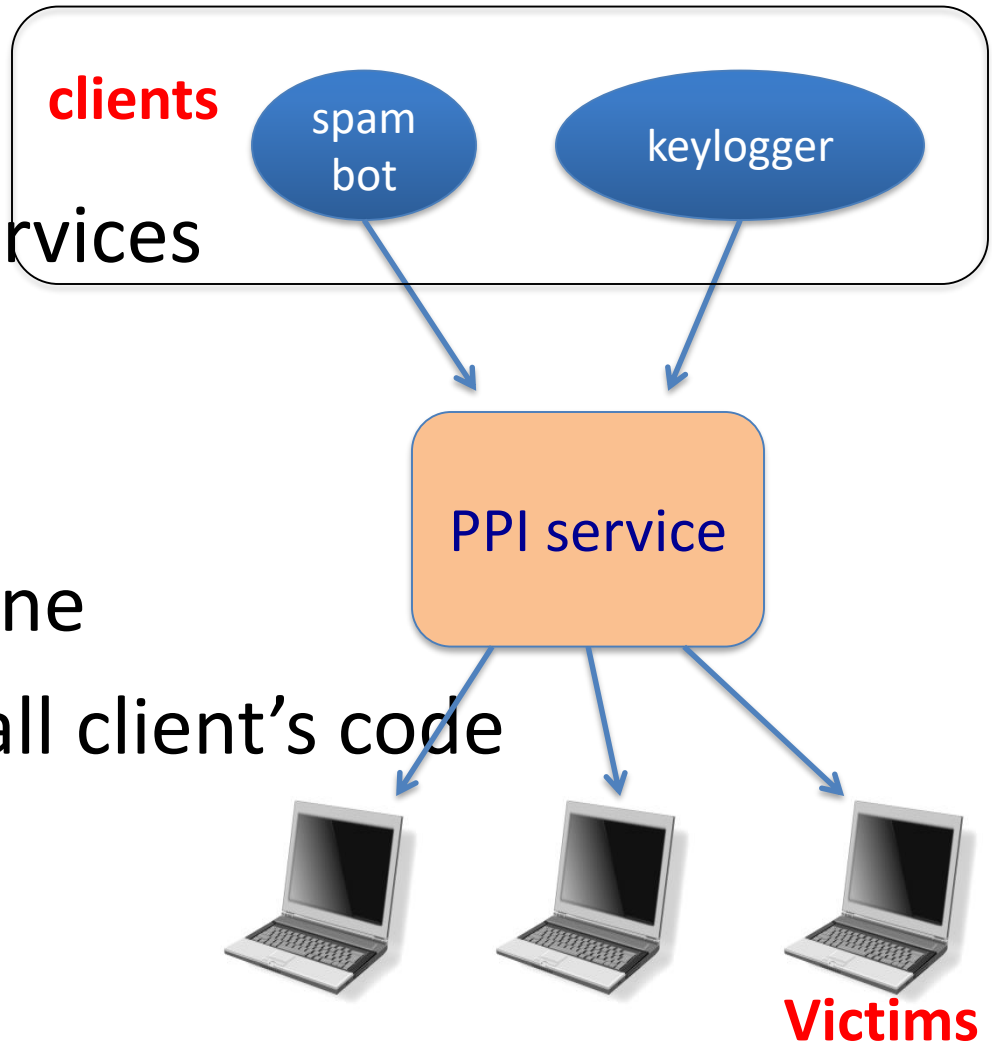 clients
spam
bot
keylogger
rvices
PPI service
ne
all client's code
Victims